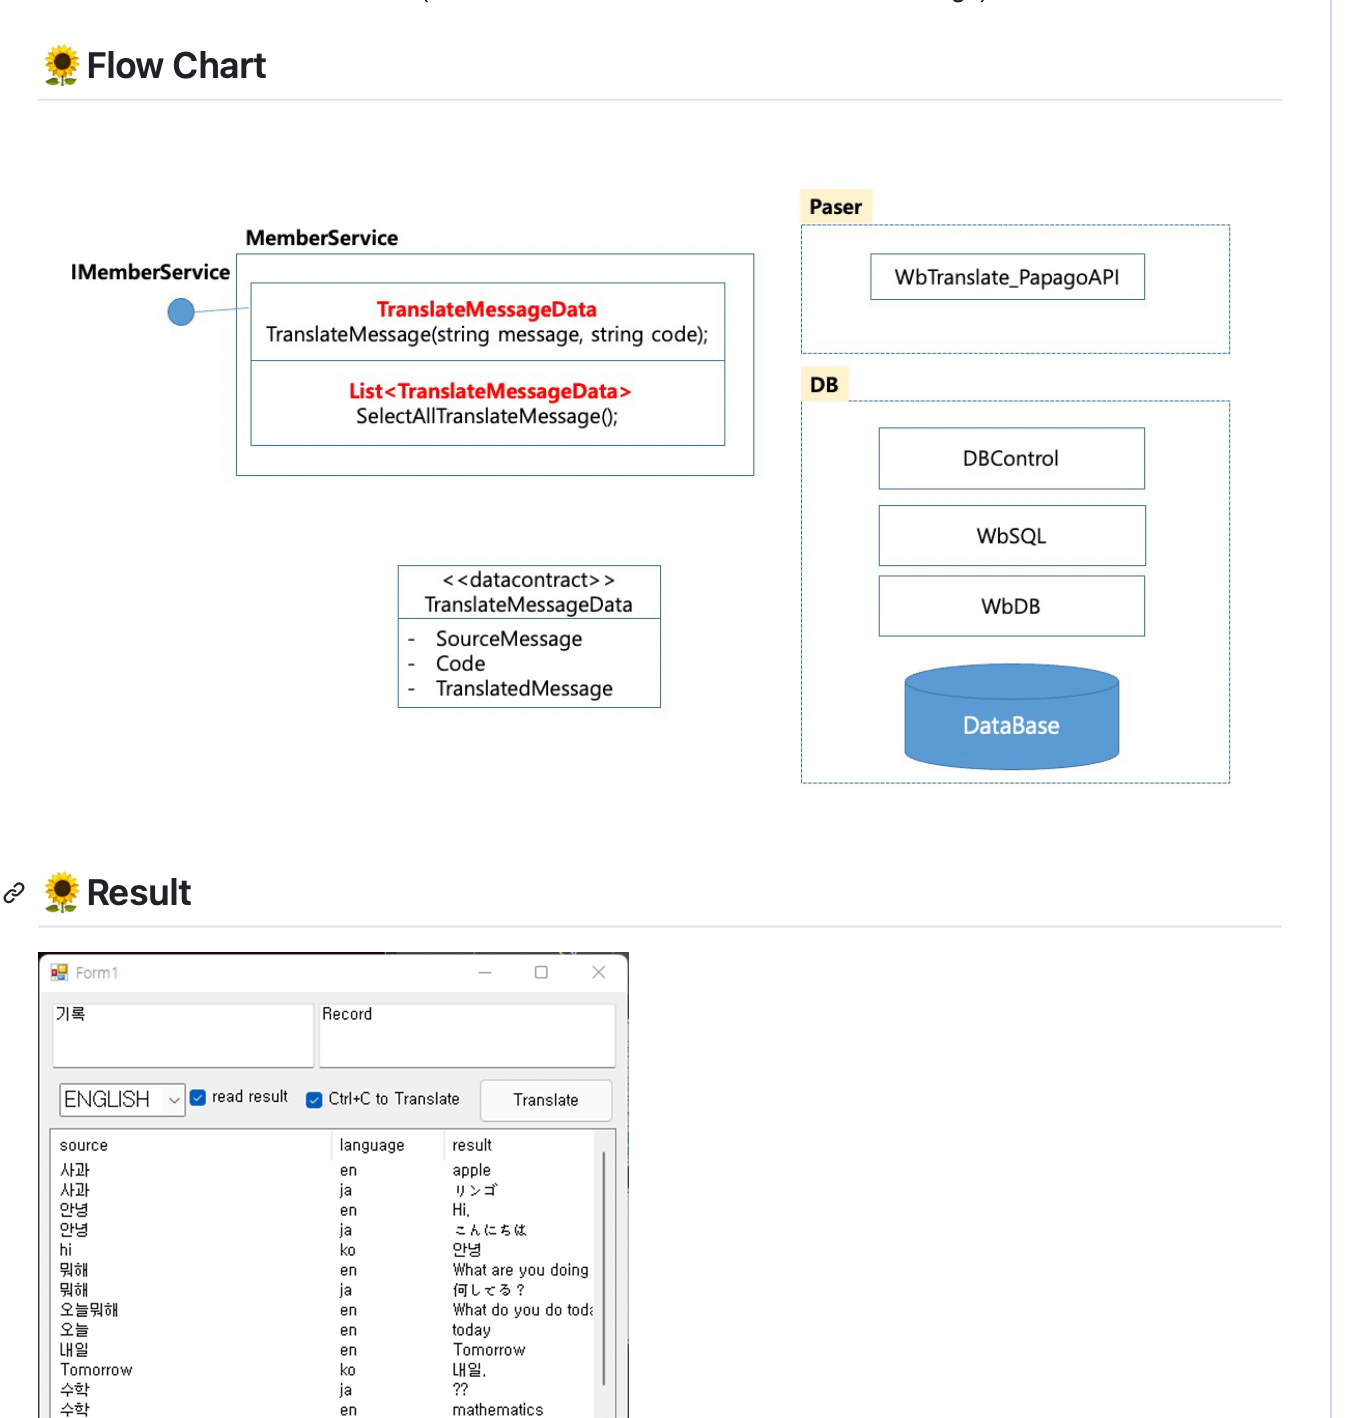 Flow Chart
MemberService
IMemberService
TranslateMessageData
TranslateMessage(string message, string code);
List<TranslateMessageData>
SelectAllTranslateMessage();
<<datacontract>>
TranslateMessageData
- SourceMessage
- Code
- TranslatedMessage
Paser
WbTranslate_PapagoAPI
DB
DBControl
WbSQL
WbDB
DataBase
Result
Form1
기록
Record
ENGLISH read result Ctrl+C to Translate Translate
source language result
사과 en apple
사과 ja リンゴ
안녕 en Hi,
안녕 ja こんにちは
hi ko 안녕
뭐해 en What are you doing
뭐해 ja 何してる？
오늘뭐해 en What do you do toda
오늘 en today
내일 en Tomorrow
Tomorrow ko 내일.
수학 ja ??
수학 en mathematics